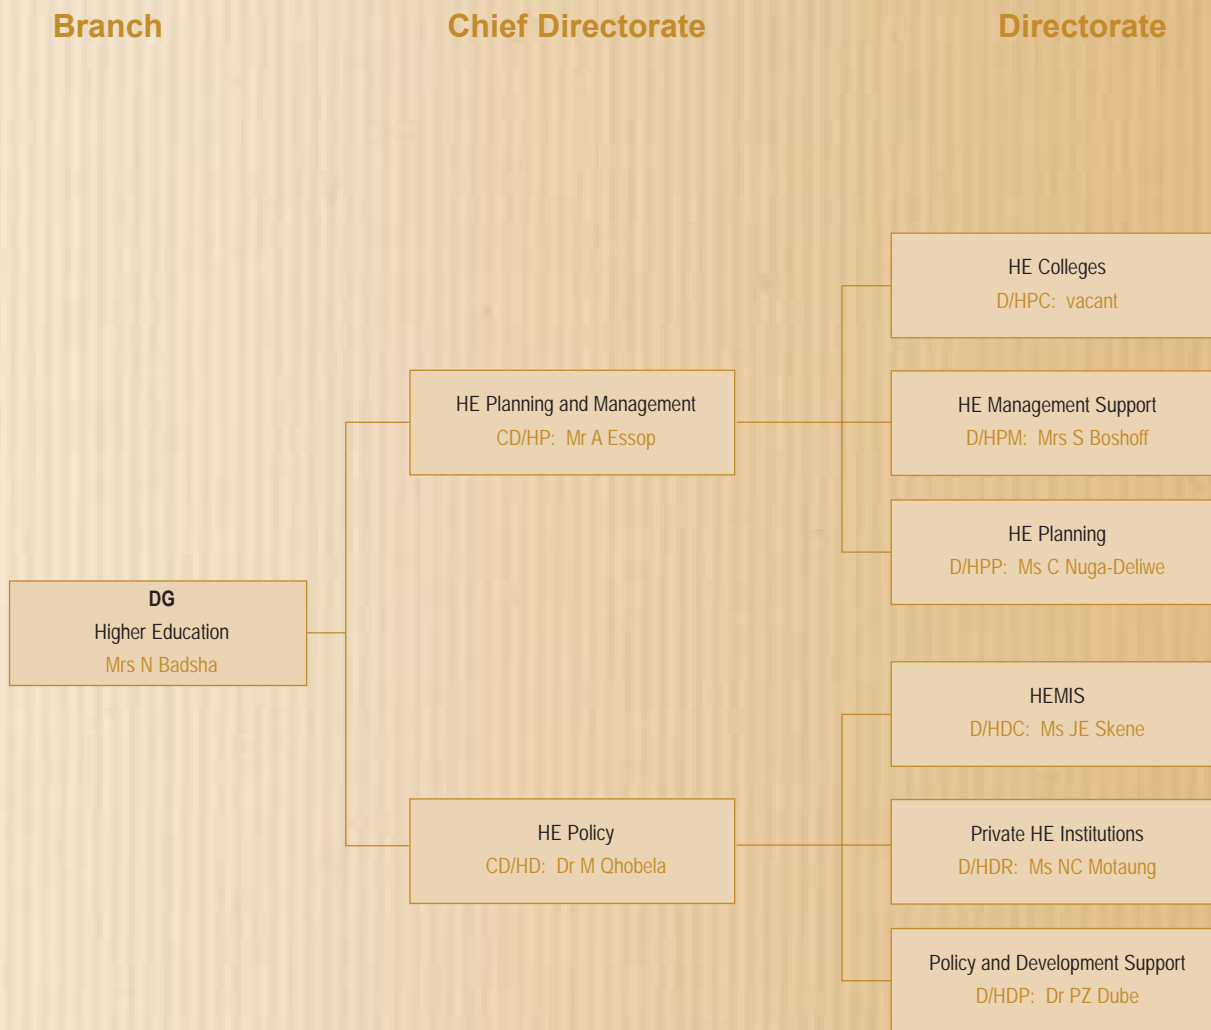 Branch
Chief Directorate
Directorate
HE Colleges
D/HPC: vacant
HE Planning and Management
CD/HP: Mr A Essop
HE Management Support
D/HPM: Mrs S Boshoff
HE Planning
D/HPP: Ms C Nuga-Deliwe
DG
Higher Education
Mrs N Badsha
HEMIS
D/HDC: Ms JE Skene
HE Policy
CD/HD: Dr M Qhobela
Private HE Institutions
D/HDR: Ms NC Motaung
Policy and Development Support
D/HDP: Dr PZ Dube